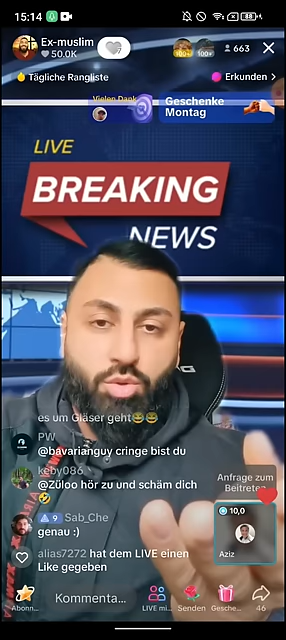 15:14
88
Ex-muslim
50.0K
100+
100+
663
Tägliche Rangliste
Erkunden >
Vielen Dank
Geschenke
Montag
LIVE
BREAKING
NEWS
es um Gläser geht😂😂
PW
@bavarianguy cringe bist du
keby086
@Züloo hör zu und schäm dich
🤣
9 Sab_Che
genau :)
alias7272 hat dem LIVE einen
Like gegeben
Anfrage zum
Beitreten
10,0
Aziz
Kommenta...
Abonn...
LIVE mi...
Senden
Gesche...
46